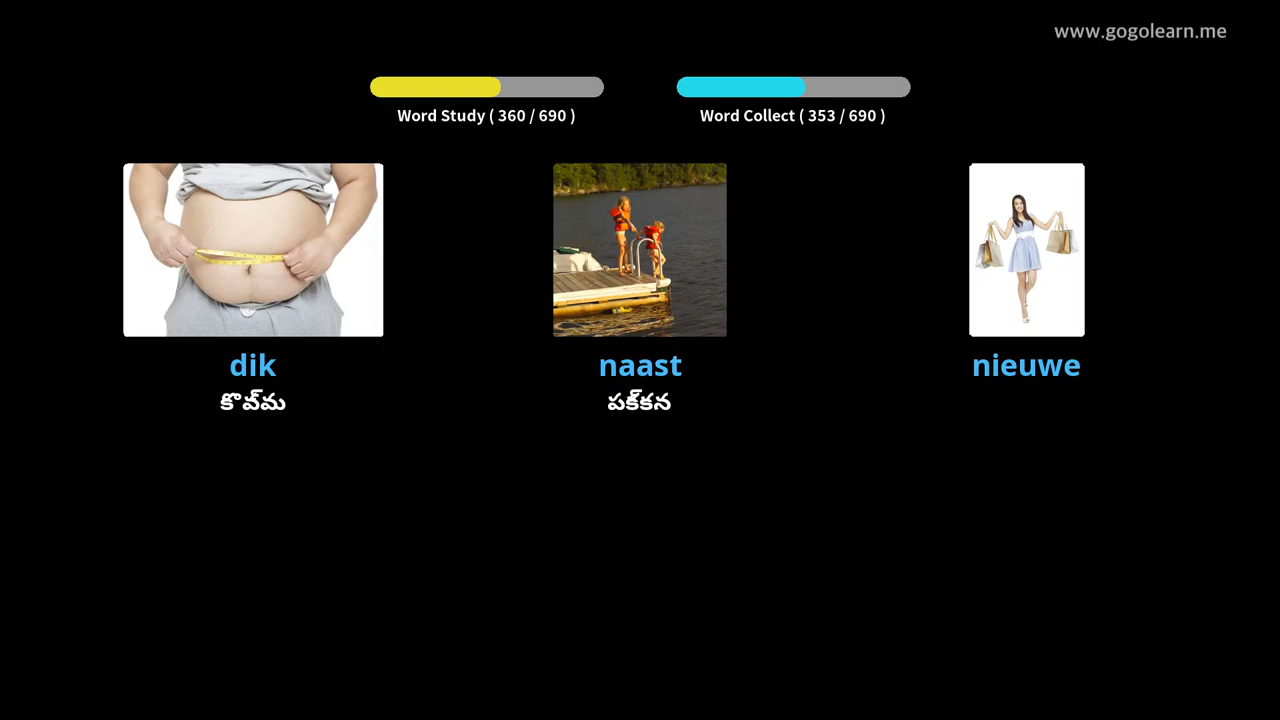 www.gogolearn.me
Word Study ( 360 / 690 )
Word Collect ( 353 / 690 )
dik
naast
nieuwe
కొవ్‌మ
పక్‌కన